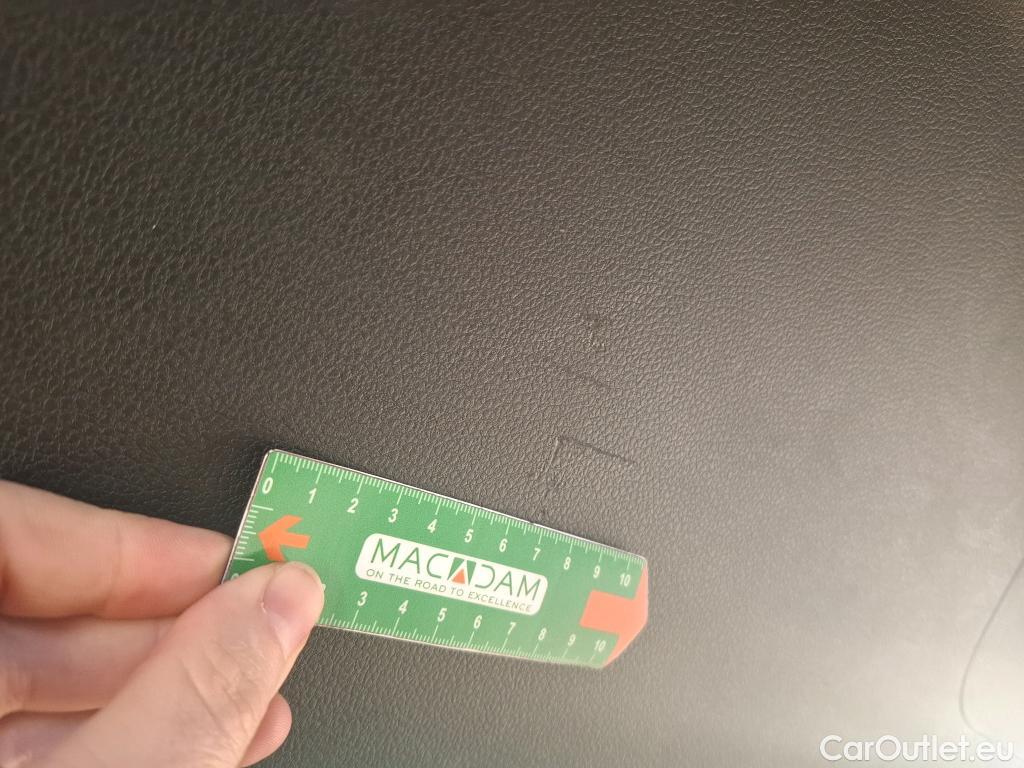 0 1 2 3 4 5 6 7 8 9 10
MACADAM
ON THE ROAD TO EXCELLENCE
3 4 5 6 7 8 9 10
CarOutlet.eu